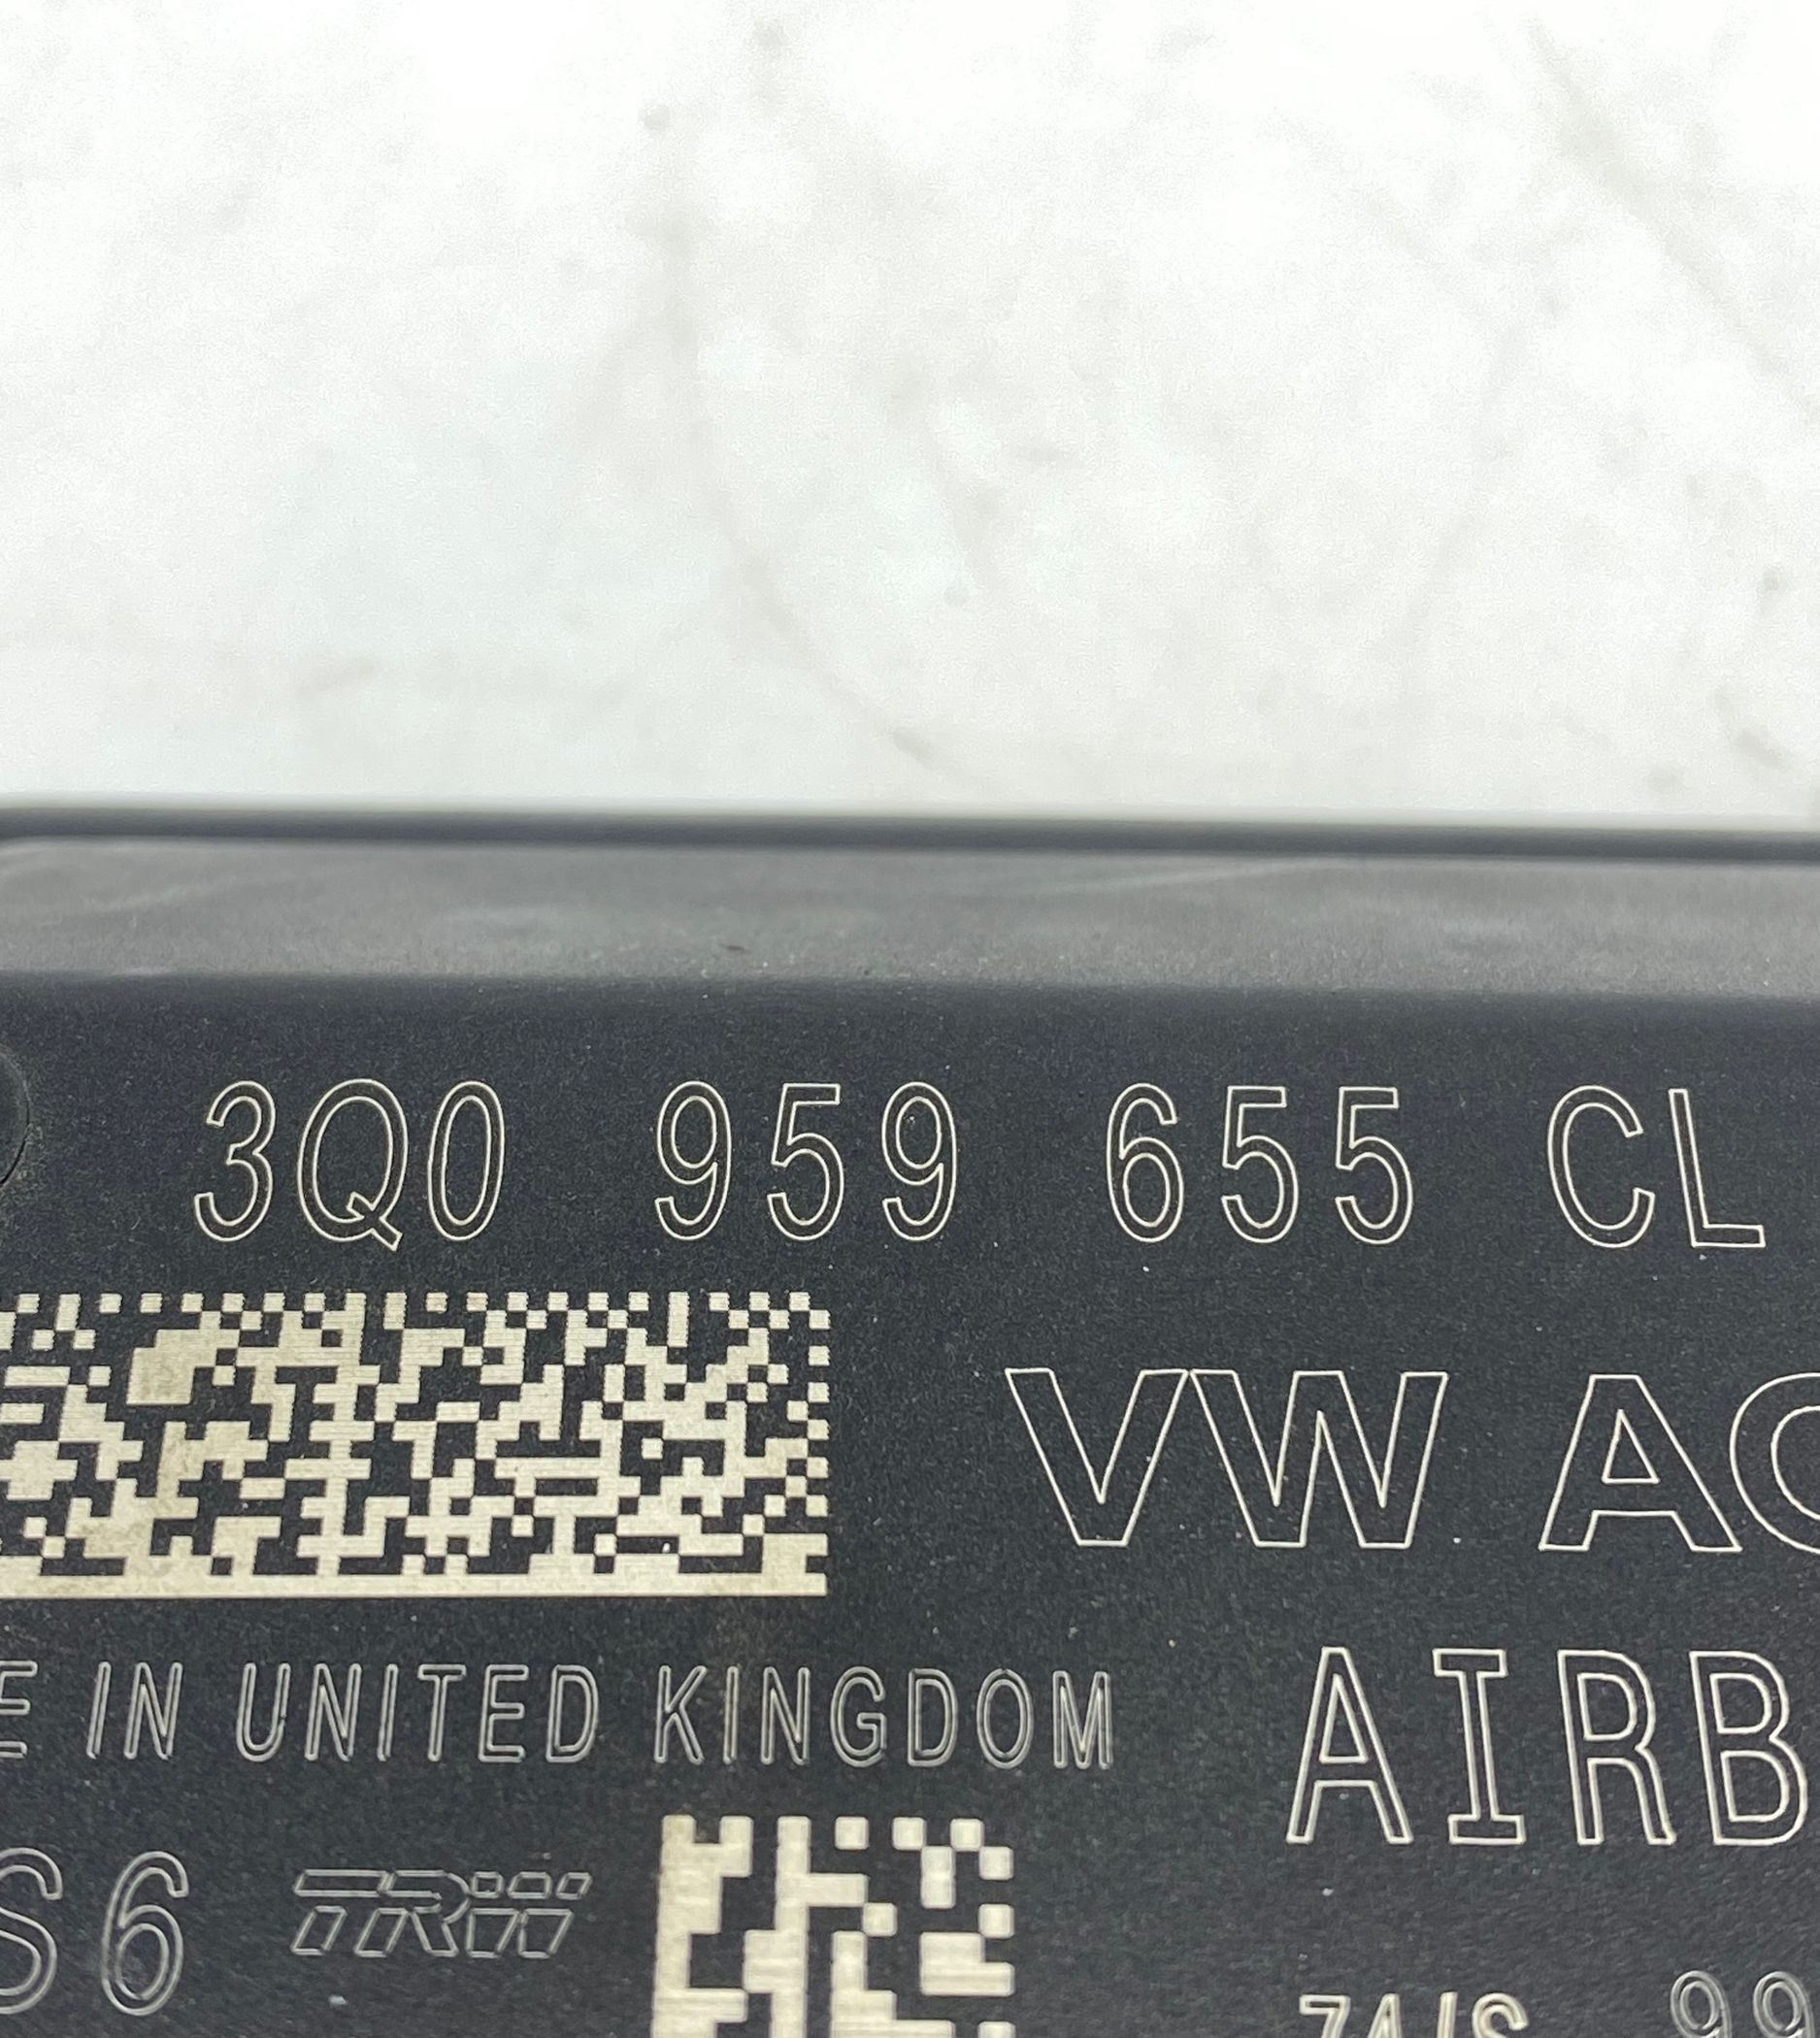 3Q0 959 655 CL
VW AG
IN UNITED KINGDOM
AIRB
S6 TRW